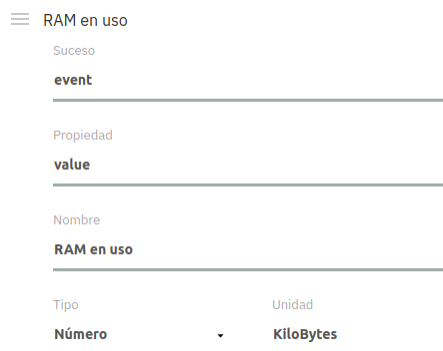 RAM en uso
Suceso
event
Propiedad
value
Nombre
RAM en uso
Tipo Unidad
Número KiloBytes